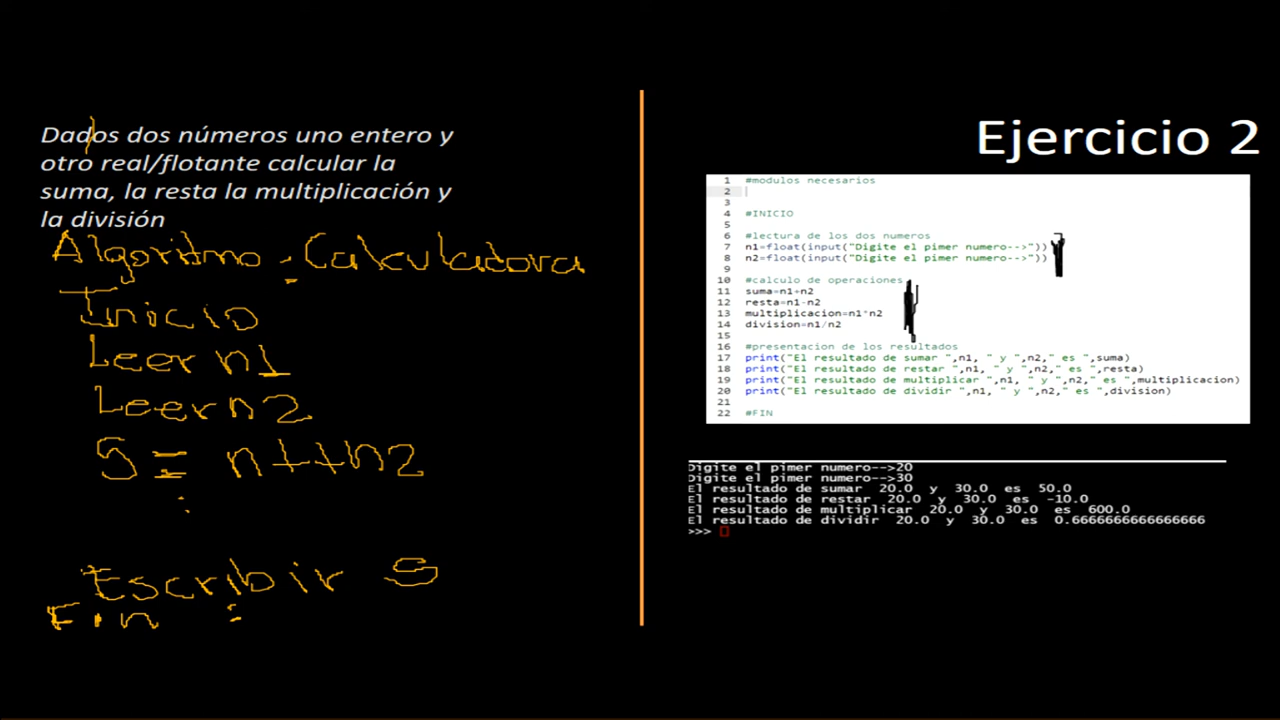 Dados dos números uno entero y
otro real/flotante calcular la
suma, la resta la multiplicación y
la división
Algoritmo : Calculadora
Inicio
Leer n1
Leer n2
S = n1+n2
:
Escribir S
Fin :
Ejercicio 2
1 #modulos necesarios
2
3
4 #INICIO
5
6 #lectura de los dos numeros
7 n1=float(input("Digite el pimer numero-->"))
8 n2=float(input("Digite el pimer numero-->"))
9
10 #calculo de operaciones
11 suma=n1+n2
12 resta=n1-n2
13 multiplicacion=n1*n2
14 division=n1/n2
15
16 #presentacion de los resultados
17 print("El resultado de sumar ",n1, " y ",n2," es ",suma)
18 print("El resultado de restar ",n1, " y ",n2," es ",resta)
19 print("El resultado de multiplicar ",n1, " y ",n2," es ",multiplicacion)
20 print("El resultado de dividir ",n1, " y ",n2," es ",division)
21
22 #FIN
Digite el pimer numero-->20
Digite el pimer numero-->30
El resultado de sumar 20.0 y 30.0 es 50.0
El resultado de restar 20.0 y 30.0 es -10.0
El resultado de multiplicar 20.0 y 30.0 es 600.0
El resultado de dividir 20.0 y 30.0 es 0.6666666666666666
>>>